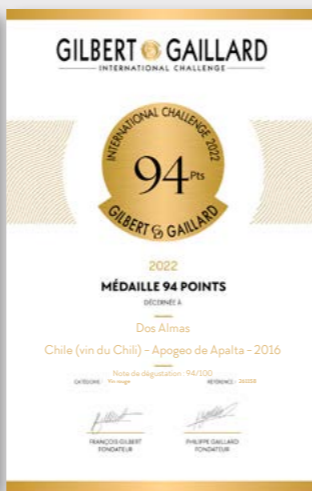 GILBERT GAILLARD
INTERNATIONAL CHALLENGE
INTERNATIONAL CHALLENGE 2022
94 Pts
GILBERT & GAILLARD
2022
MÉDAILLE 94 POINTS
DÉCERNÉE À
Dos Almas
Chile (vin du Chili) - Apogeo de Apalta - 2016
Note de dégustation : 94/100
CATÉGORIE : Vin rouge RÉFÉRENCE :
FRANÇOIS GILBERT
FONDATEUR
PHILIPPE GAILLARD
FONDATEUR